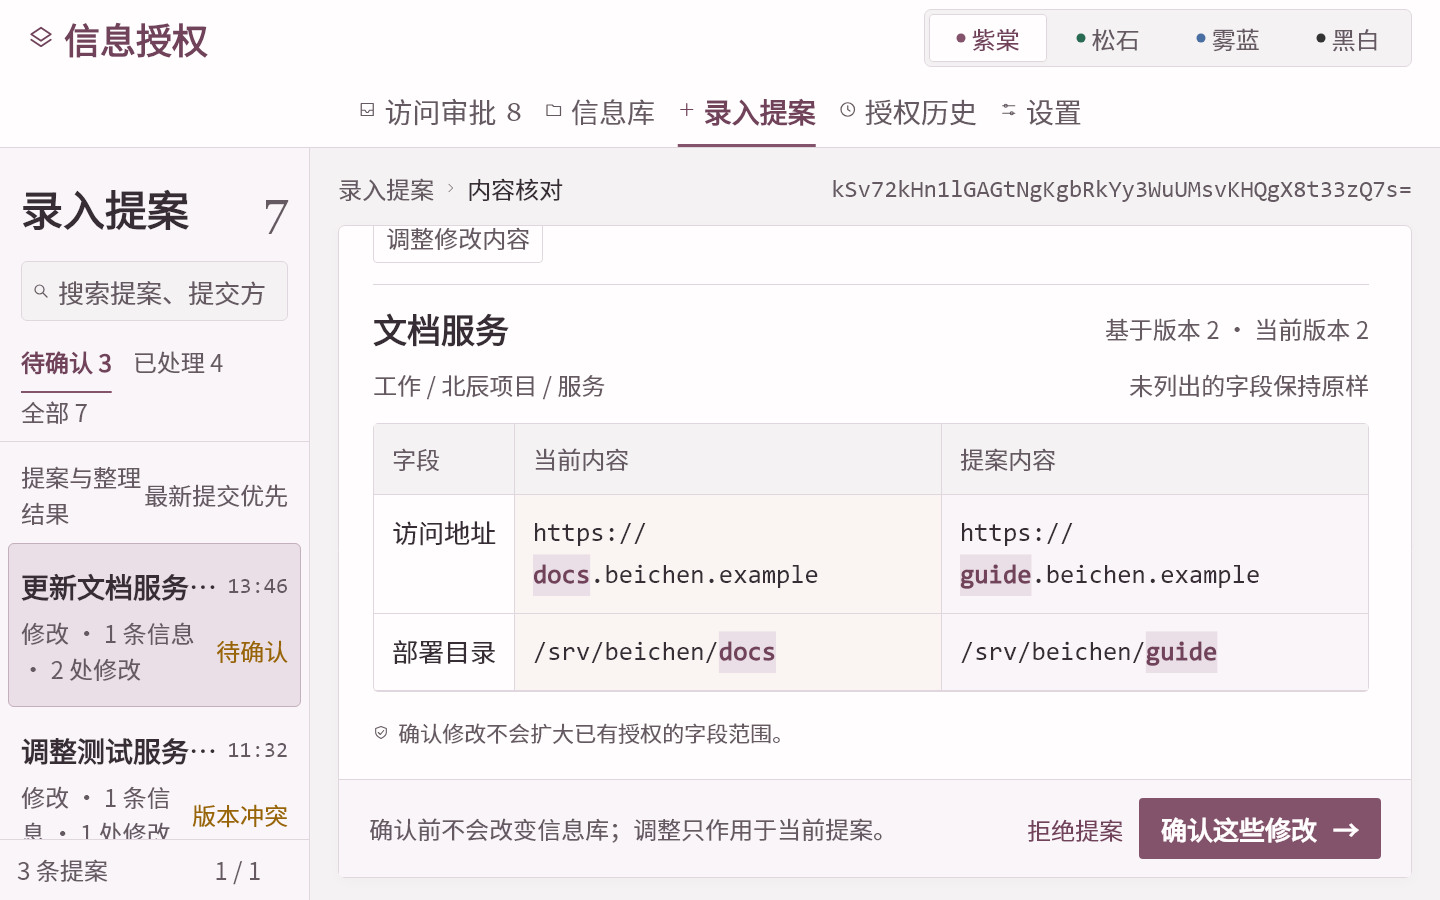 信息授权
紫棠 松石 雾蓝 黑白
访问审批 8 信息库 录入提案 授权历史 设置
录入提案 7
搜索提案、提交方
待确认 3 已处理 4
全部 7
提案与整理结果 最新提交优先
更新文档服务… 13:46
修改 · 1 条信息
· 2 处修改
待确认
调整测试服务… 11:32
修改 · 1 条信
息 · 1 处修改
版本冲突
3 条提案 1 / 1
录入提案 › 内容核对
kSv72kHn1lGAGtNgKgbRkYy3WuUMsvKHQgX8t33zQ7s=
调整修改内容
文档服务 基于版本 2 · 当前版本 2
工作 / 北辰项目 / 服务 未列出的字段保持原样
字段 当前内容 提案内容
访问地址 https:// https://
docs.beichen.example guide.beichen.example
部署目录 /srv/beichen/docs /srv/beichen/guide
确认修改不会扩大已有授权的字段范围。
确认前不会改变信息库；调整只作用于当前提案。 拒绝提案 确认这些修改 →